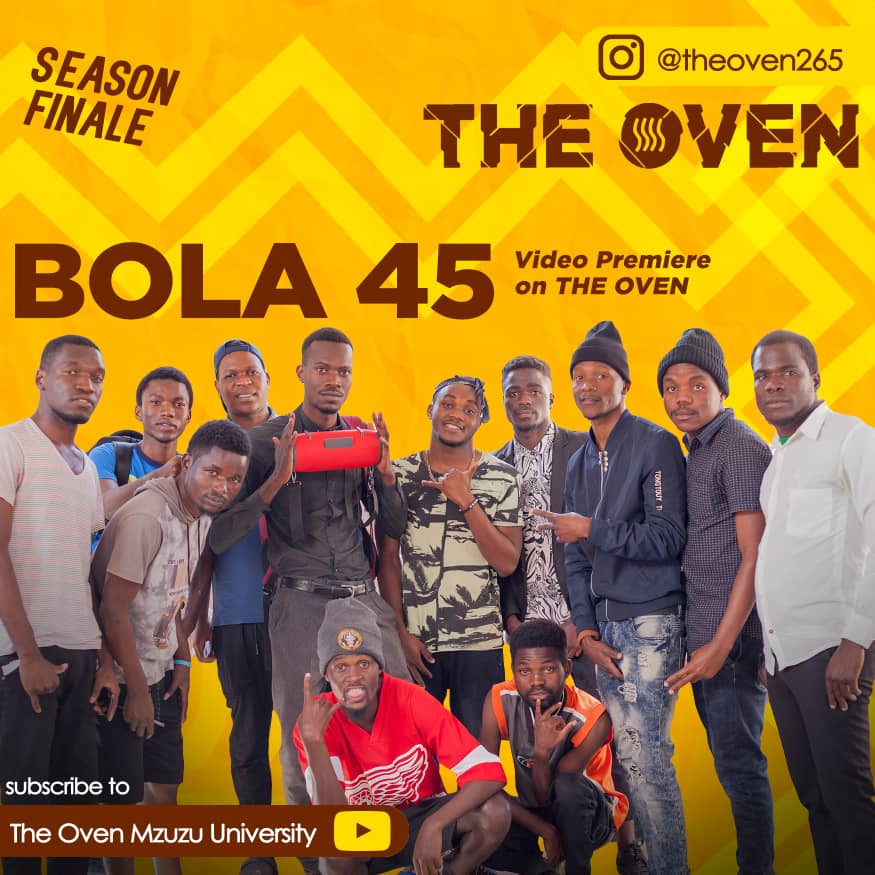 SEASON
FINALE
@theoven265
THE OVEN
BOLA 45
Video Premiere
on THE OVEN
subscribe to
The Oven Mzuzu University